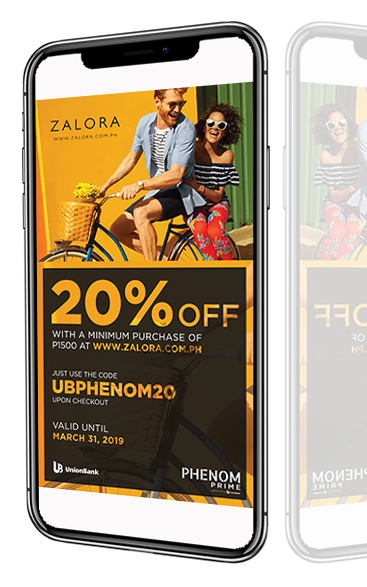 ZALORA
WWW.ZALORA.COM.PH
20% OFF
WITH A MINIMUM PURCHASE OF
P1500 AT WWW.ZALORA.COM.PH
JUST USE THE CODE
UBPHENOM20
UPON CHECKOUT
VALID UNTIL
MARCH 31, 2019
UB UnionBank
PHENOM
PRIME